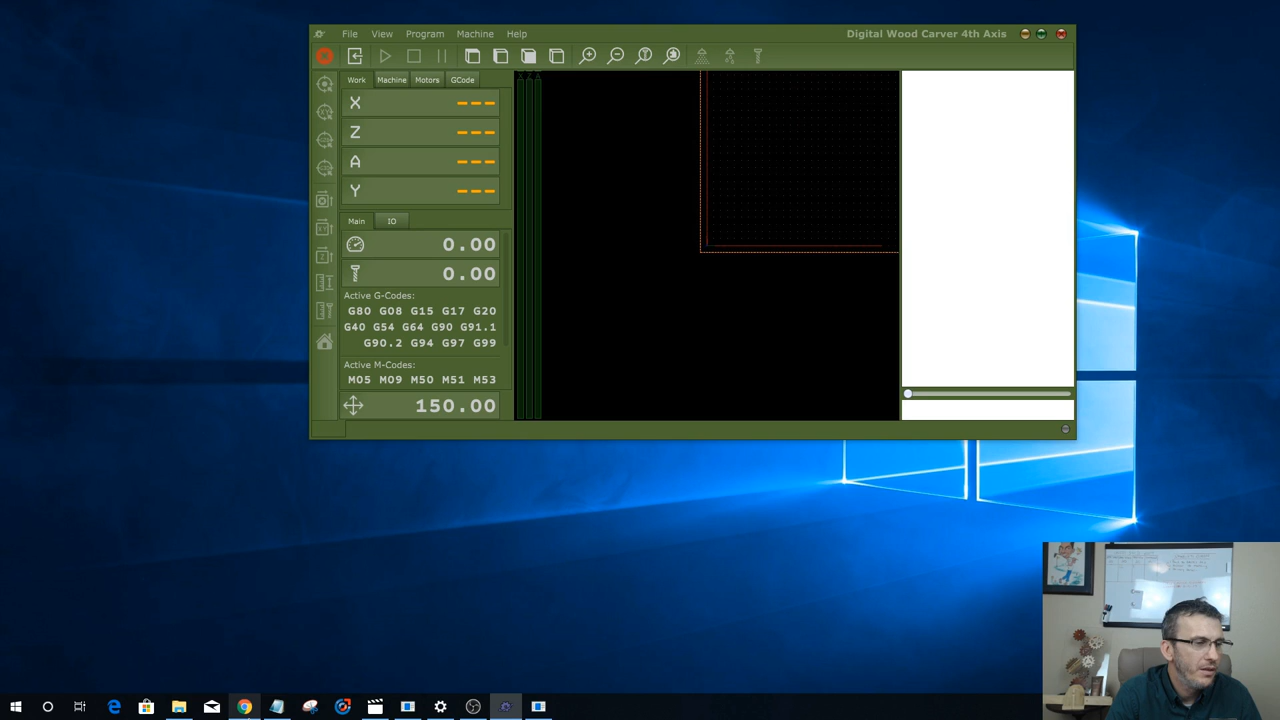 File View Program Machine Help
Digital Wood Carver 4th Axis
Work Machine Motors GCode
X ---
Z ---
A ---
Y ---
Main IO
0.00
0.00
Active G-Codes:
G80 G08 G15 G17 G20
G40 G54 G64 G90 G91.1
G90.2 G94 G97 G99
Active M-Codes:
M05 M09 M50 M51 M53
150.00